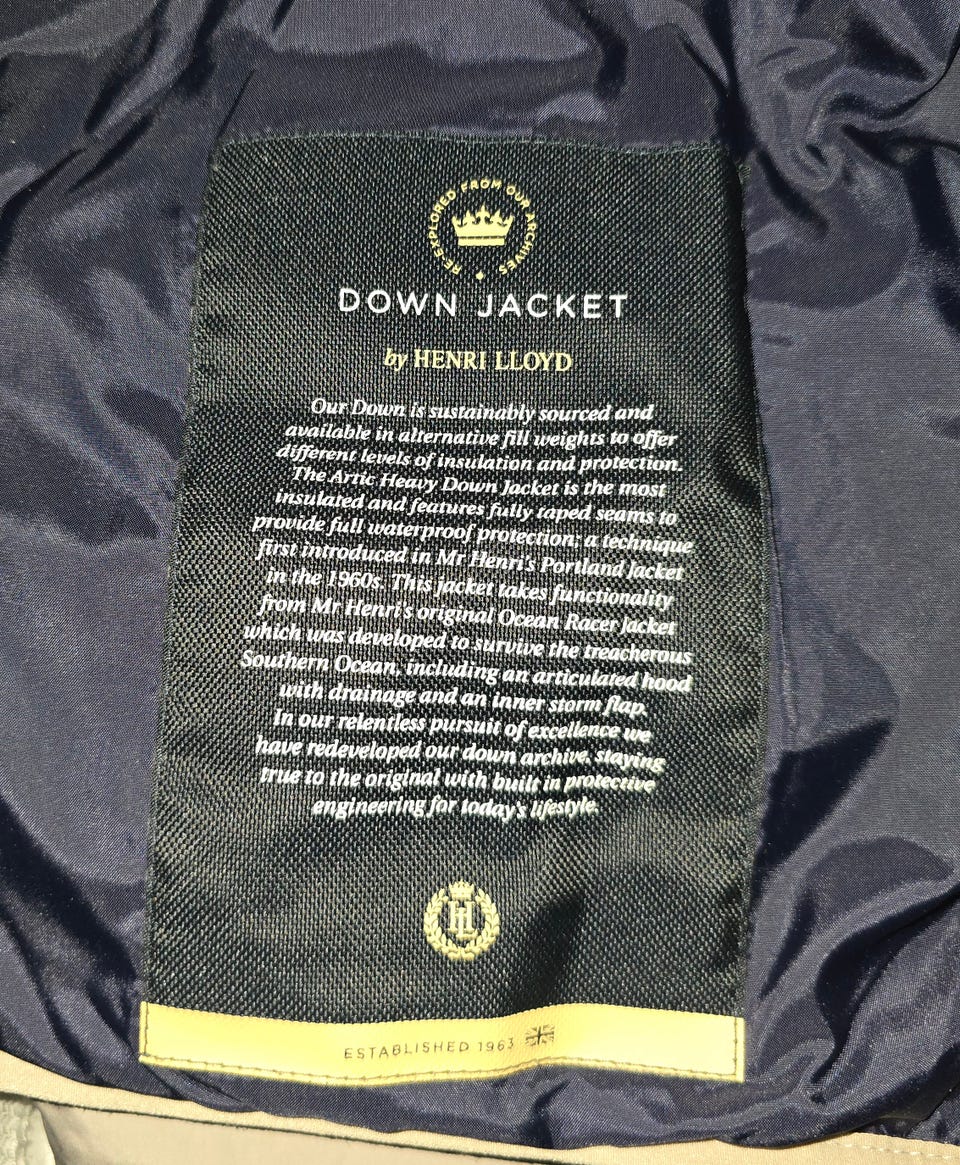 RE-EXPLORED FROM OUR ARCHIVES
DOWN JACKET
by HENRI LLOYD
Our Down is sustainably sourced and
available in alternative fill weights to offer
different levels of insulation and protection.
The Artic Heavy Down Jacket is the most
insulated and features fully taped seams to
provide full waterproof protection; a technique
first introduced in Mr Henri's Portland Jacket
in the 1960s. This jacket takes functionality
from Mr Henri's original Ocean Racer Jacket
which was developed to survive the treacherous
Southern Ocean, including an articulated hood
with drainage and an inner storm flap.
In our relentless pursuit of excellence we
have redeveloped our down archive, staying
true to the original with built in protective
engineering for today's lifestyle.
HL
ESTABLISHED 1963